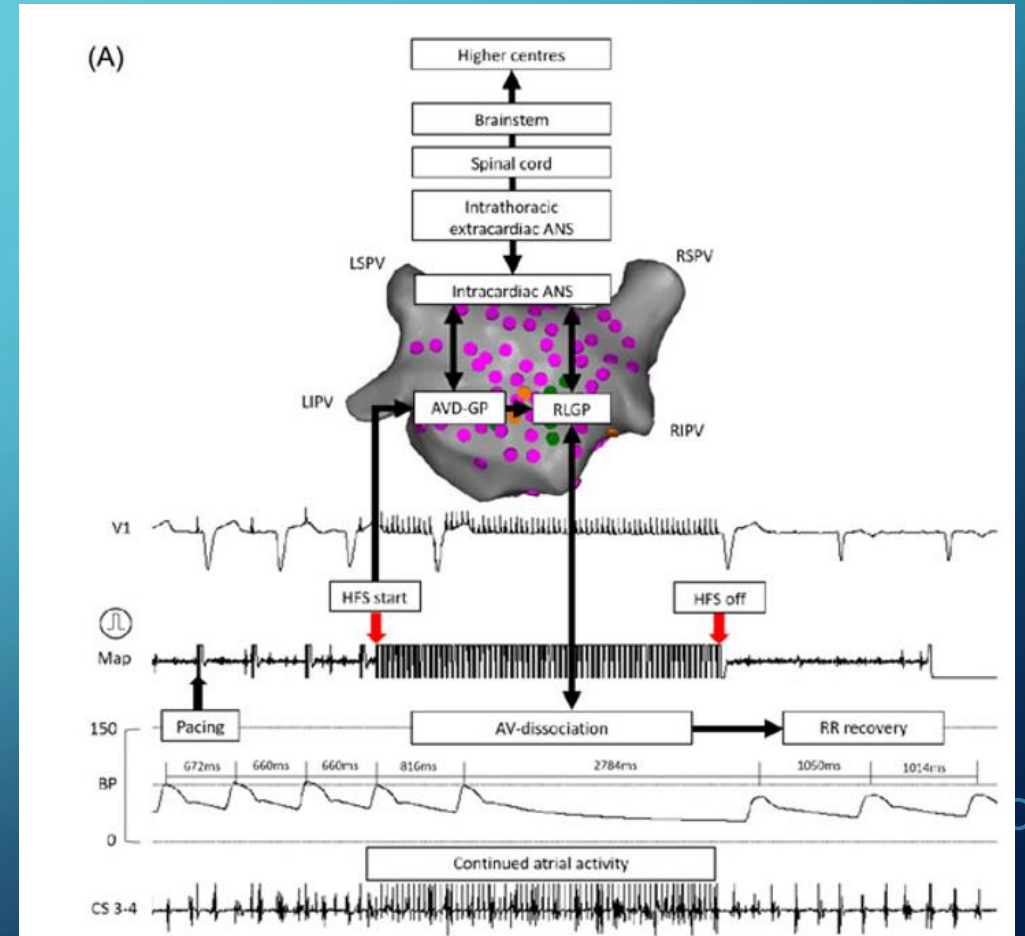 (A)
Higher centres
Brainstem
Spinal cord
Intrathoracic
extracardiac ANS
LSPV
RSPV
Intracardiac ANS
LIPV
AVD-GP
RLGP
RIPV
V1
HFS start
HFS off
Map
Pacing
150
AV-dissociation
RR recovery
672ms
660ms
660ms
816ms
2784ms
1050ms
1014ms
BP
0
Continued atrial activity
CS 3-4